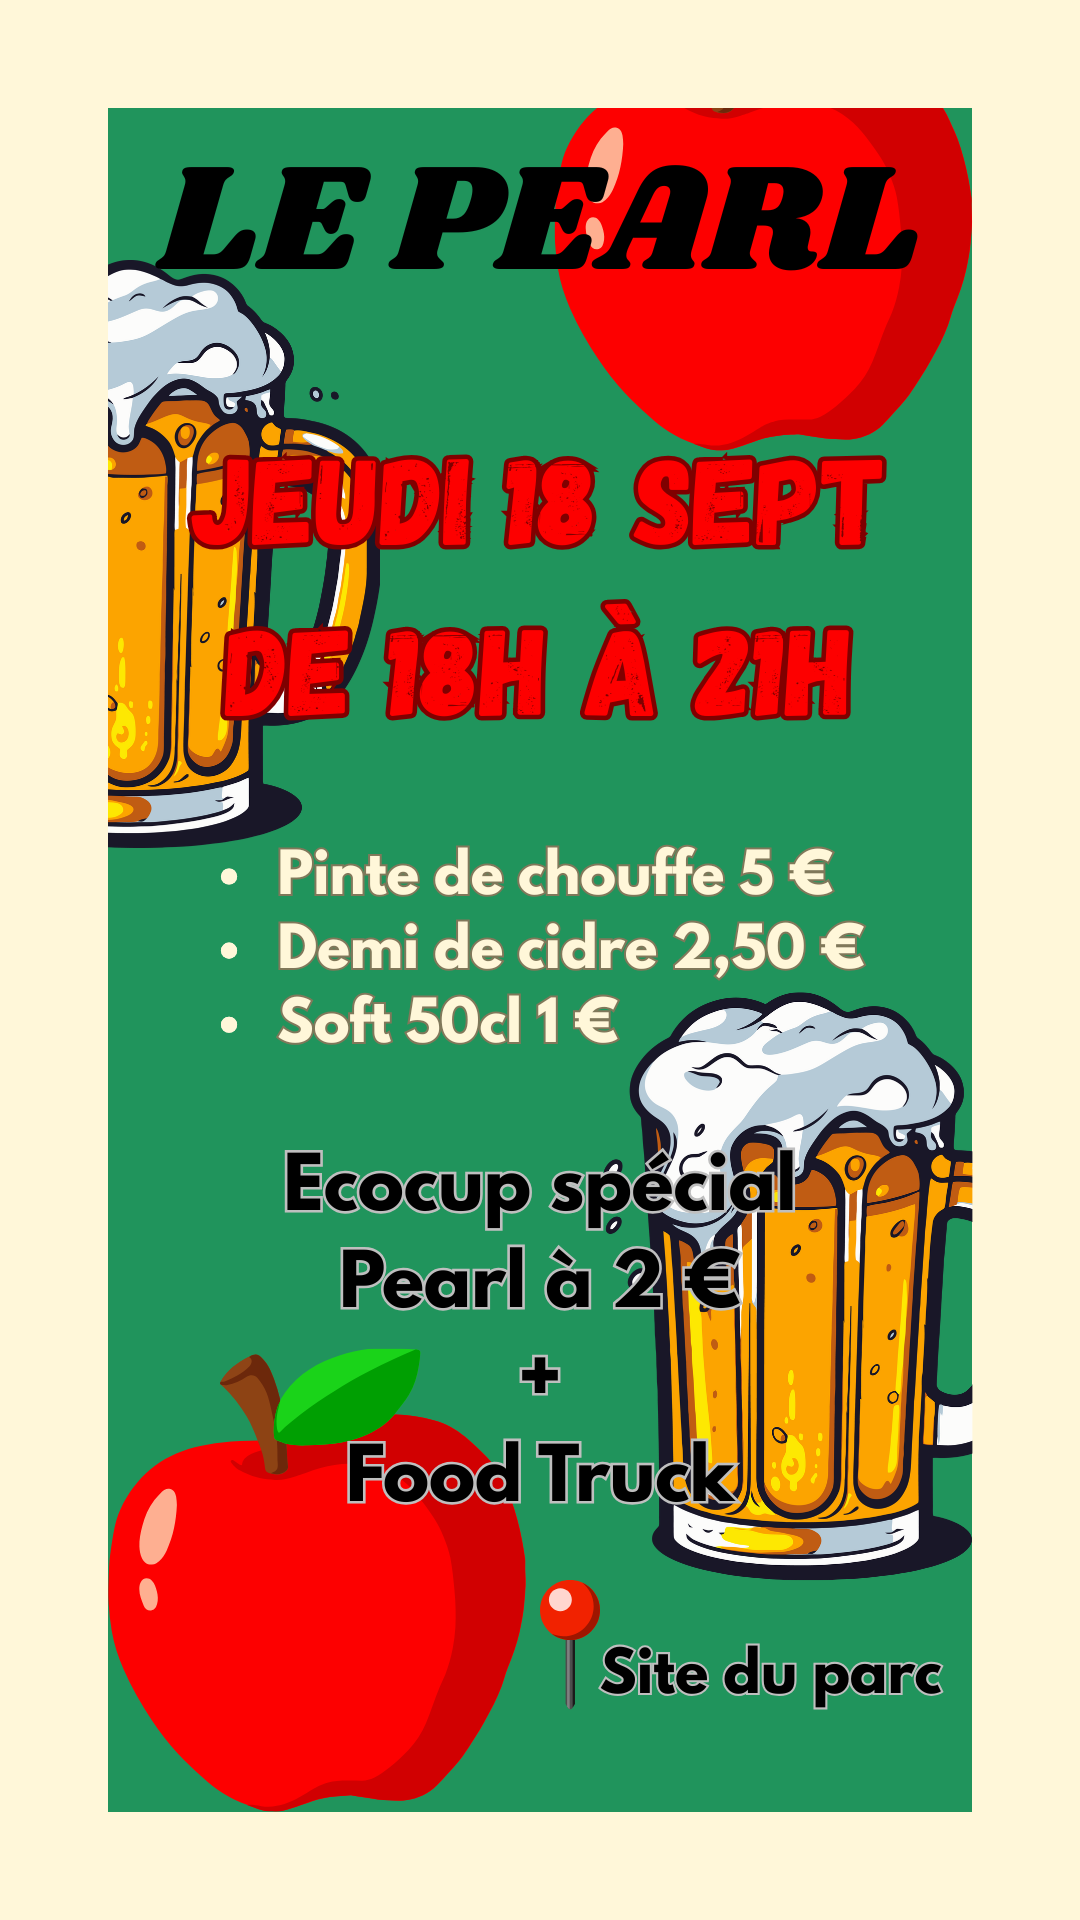 LE PEARL
JEUDI 18 SEPT
DE 18H À 21H
• Pinte de chouffe 5 €
• Demi de cidre 2,50 €
• Soft 50cl 1 €
Ecocup spécial
Pearl à 2 €
+
Food Truck
Site du parc